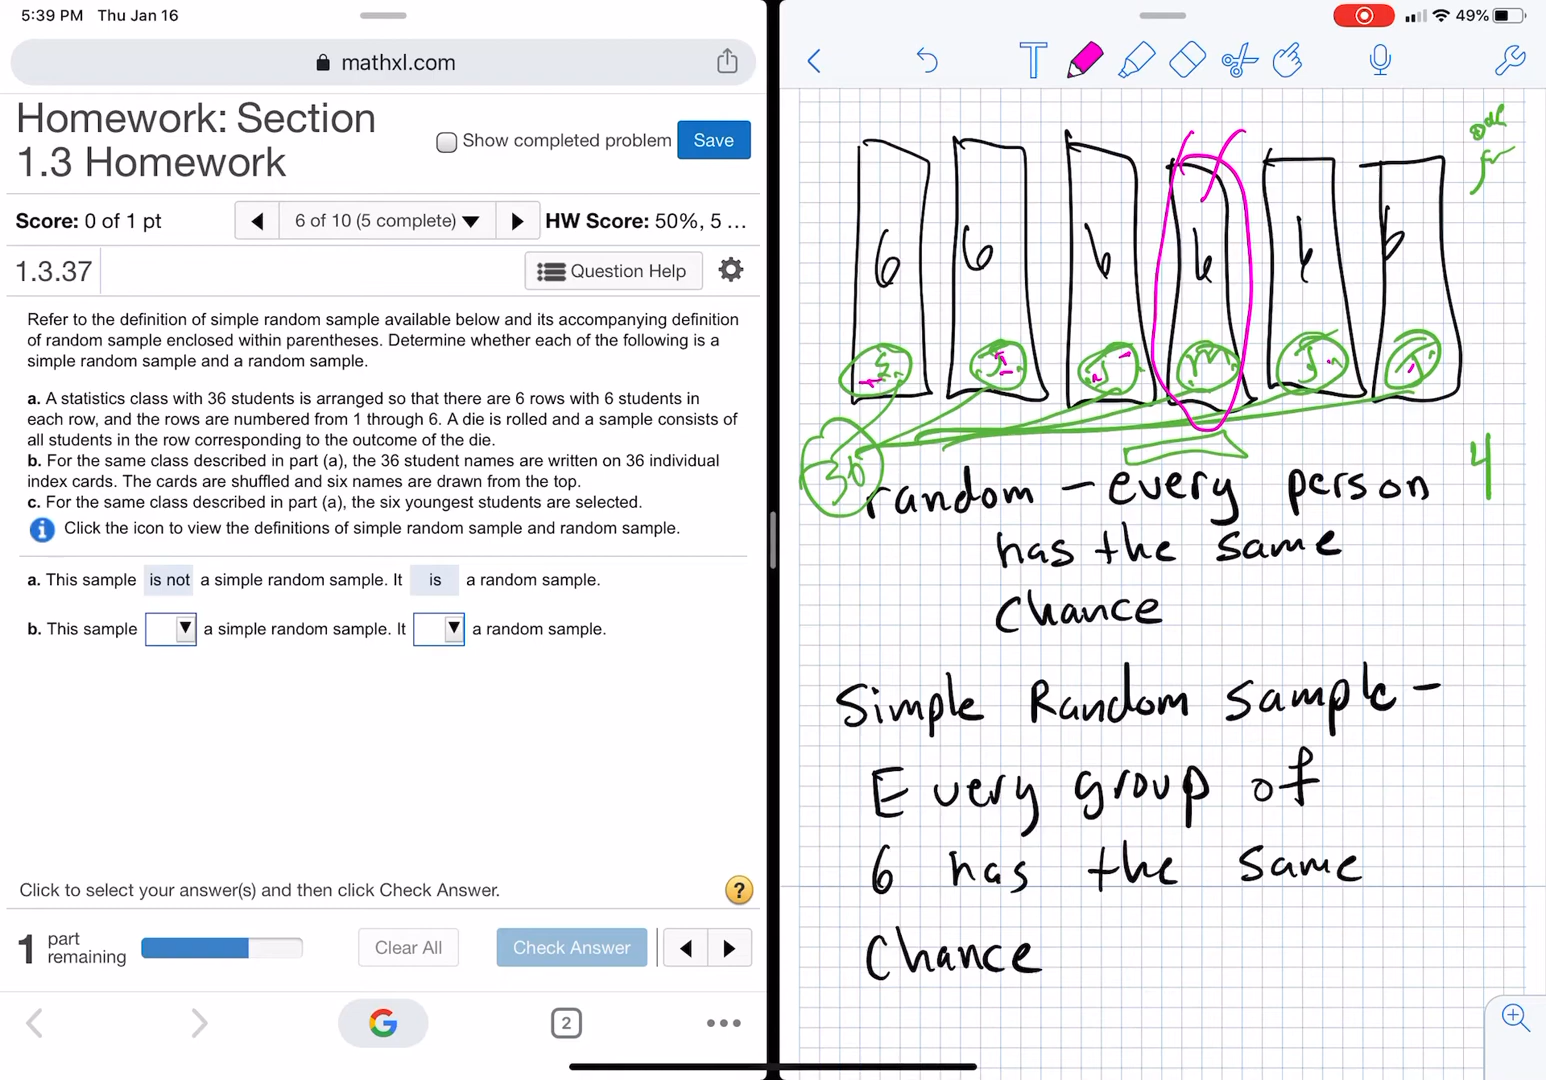 5:39 PM Thu Jan 16
49%
mathxl.com
Homework: Section
1.3 Homework
Show completed problem
Save
Score: 0 of 1 pt
6 of 10 (5 complete)
HW Score: 50%, 5 ...
1.3.37
Question Help
Refer to the definition of simple random sample available below and its accompanying definition
of random sample enclosed within parentheses. Determine whether each of the following is a
simple random sample and a random sample.
a. A statistics class with 36 students is arranged so that there are 6 rows with 6 students in
each row, and the rows are numbered from 1 through 6. A die is rolled and a sample consists of
all students in the row corresponding to the outcome of the die.
b. For the same class described in part (a), the 36 student names are written on 36 individual
index cards. The cards are shuffled and six names are drawn from the top.
c. For the same class described in part (a), the six youngest students are selected.
Click the icon to view the definitions of simple random sample and random sample.
a. This sample is not a simple random sample. It is a random sample.
b. This sample a simple random sample. It a random sample.
Click to select your answer(s) and then click Check Answer.
?
1 part
remaining
Clear All
Check Answer
2
T
6 6 6 6 6 6
36
4
random - every person
has the same
chance
Simple Random Sample -
Every group of
6 has the same
Chance